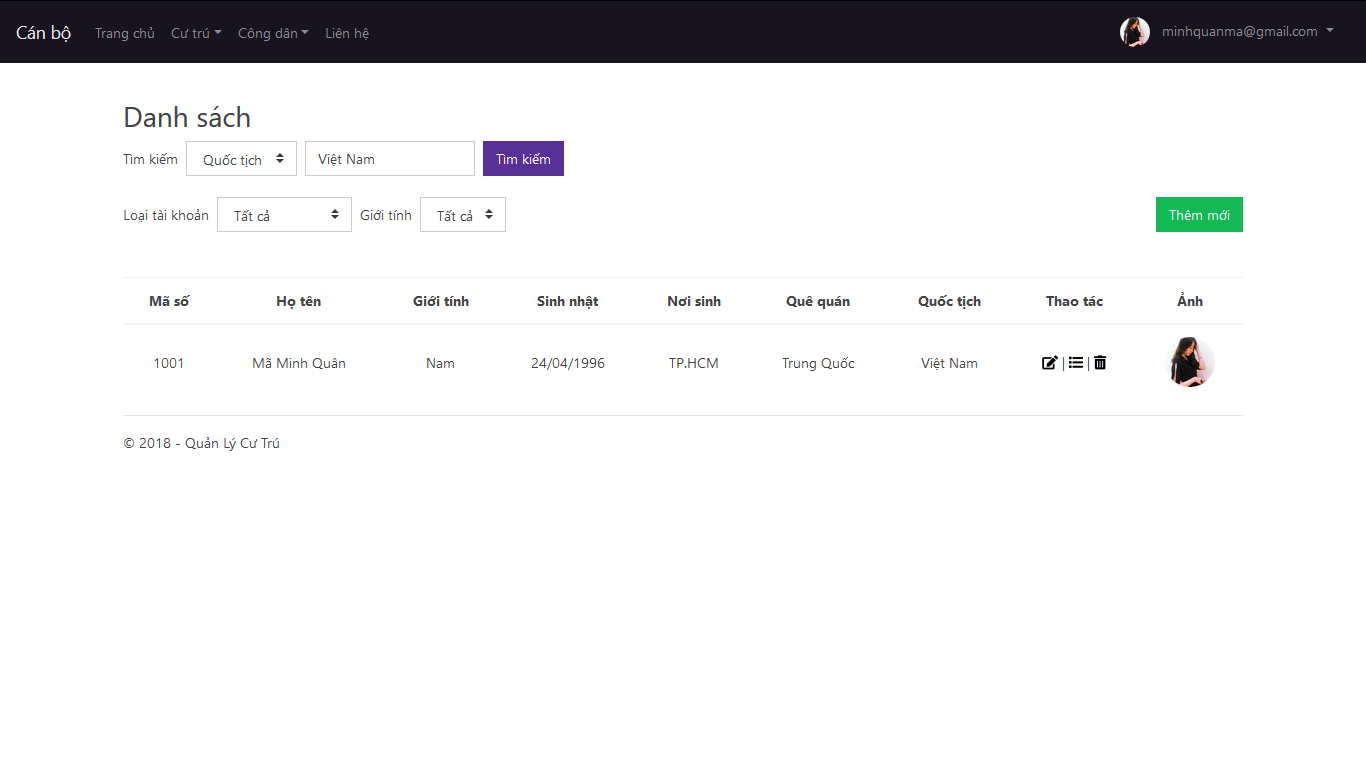 Cán bộ Trang chủ Cư trú Công dân Liên hệ minhquanma@gmail.com
Danh sách
Tìm kiếm Quốc tịch Việt Nam Tìm kiếm
Loại tài khoản Tất cả Giới tính Tất cả Thêm mới
Mã số Họ tên Giới tính Sinh nhật Nơi sinh Quê quán Quốc tịch Thao tác Ảnh
1001 Mã Minh Quân Nam 24/04/1996 TP.HCM Trung Quốc Việt Nam | |
© 2018 - Quản Lý Cư Trú